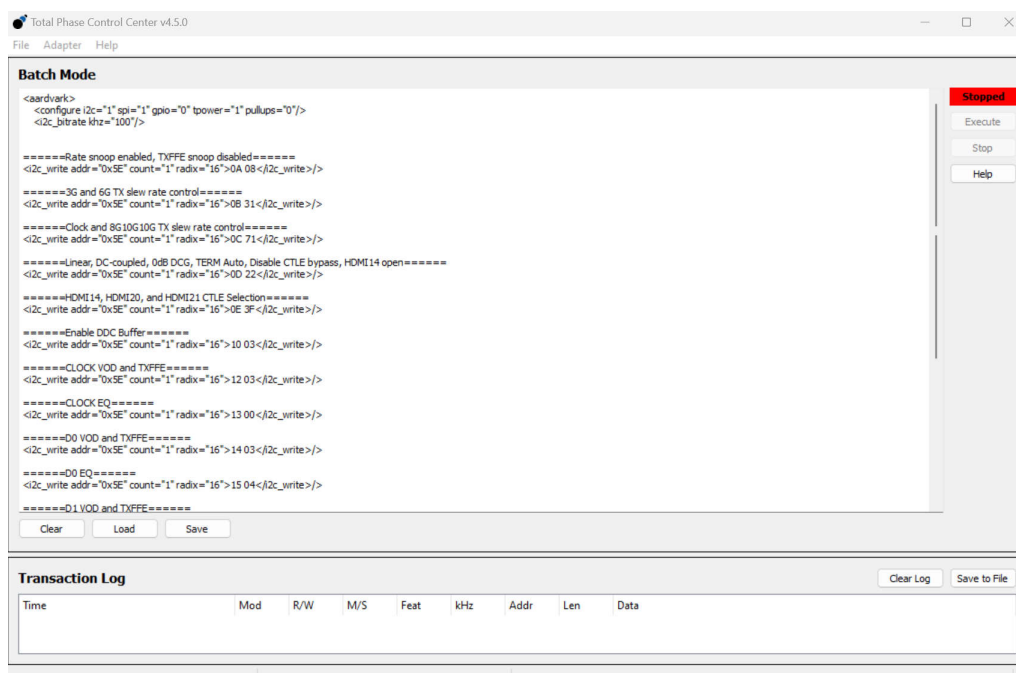 Total Phase Control Center v4.5.0
File Adapter Help
Batch Mode
<aardvark>
<configure i2c="1" spi="1" gpio="0" tpower="1" pullups="0"/>
<i2c_bitrate khz="100"/>
======Rate snoop enabled, TXFFE snoop disabled======
<i2c_write addr="0x5E" count="1" radix="16">0A 08</i2c_write>/>
======3G and 6G TX slew rate control======
<i2c_write addr="0x5E" count="1" radix="16">0B 31</i2c_write>/>
======Clock and 8G10G10G TX slew rate control======
<i2c_write addr="0x5E" count="1" radix="16">0C 71</i2c_write>/>
======Linear, DC-coupled, 0dB DCG, TERM Auto, Disable CTLE bypass, HDMI14 open======
<i2c_write addr="0x5E" count="1" radix="16">0D 22</i2c_write>/>
======HDMI14, HDMI20, and HDMI21 CTLE Selection======
<i2c_write addr="0x5E" count="1" radix="16">0E 3F</i2c_write>/>
======Enable DDC Buffer======
<i2c_write addr="0x5E" count="1" radix="16">10 03</i2c_write>/>
======CLOCK VOD and TXFFE======
<i2c_write addr="0x5E" count="1" radix="16">12 03</i2c_write>/>
======CLOCK EQ======
<i2c_write addr="0x5E" count="1" radix="16">13 00</i2c_write>/>
======D0 VOD and TXFFE======
<i2c_write addr="0x5E" count="1" radix="16">14 03</i2c_write>/>
======D0 EQ======
<i2c_write addr="0x5E" count="1" radix="16">15 04</i2c_write>/>
======D1 VOD and TXFFE======
Stopped
Execute
Stop
Help
Clear Load Save
Transaction Log
Clear Log Save to File
Time Mod R/W M/S Feat kHz Addr Len Data